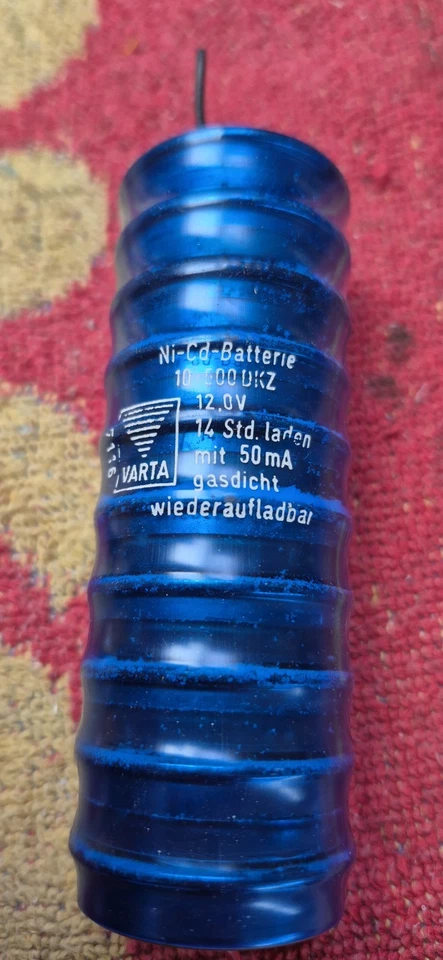 Ni-Cd-Batterie
10 500 DKZ
12,0V
14 Std. laden
mit 50mA
gasdicht
wiederaufladbar
VARTA